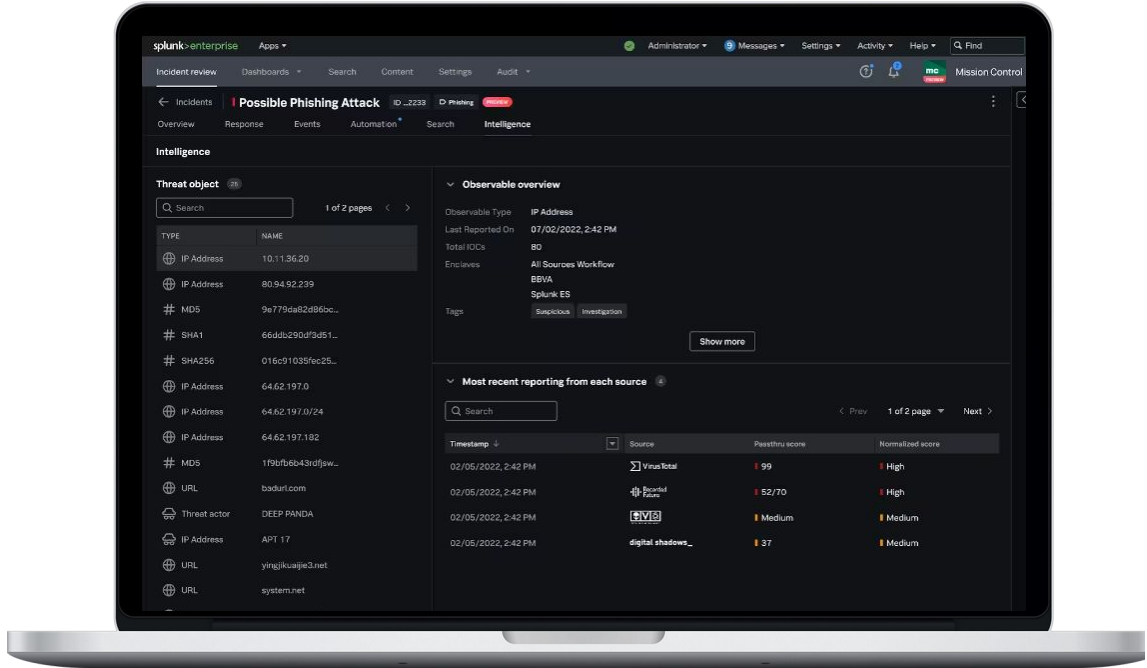 splunk>enterprise Apps Administrator 9 Messages Settings Activity Help Find
Incident review Dashboards Search Content Settings Audit 2 mc Mission Control
Incidents Possible Phishing Attack ID _2233 Phishing PREVIEW
Overview Response Events Automation Search Intelligence
Intelligence
Threat object 25
Search 1 of 2 pages
TYPE NAME
IP Address 10.11.36.20
IP Address 80.94.92.239
MD5 9e779da82d86bc...
SHA1 66ddb290df3d51...
SHA256 016c91035fec25...
IP Address 64.62.197.0
IP Address 64.62.197.0/24
IP Address 64.62.197.182
MD5 1f9bfb6b43rdfjsw...
URL badurl.com
Threat actor DEEP PANDA
IP Address APT 17
URL yingjikuaijie3.net
URL system.net
Observable overview
Observable Type IP Address
Last Reported On 07/02/2022, 2:42 PM
Total IOCs 80
Enclaves All Sources Workflow
BBVA
Splunk ES
Tags Suspicious Investigation
Show more
Most recent reporting from each source 4
Search < Prev 1 of 2 page Next >
Timestamp Source Passthru score Normalized score
02/05/2022, 2:42 PM VirusTotal 99 High
02/05/2022, 2:42 PM Recorded Future 52/70 High
02/05/2022, 2:42 PM Medium Medium
02/05/2022, 2:42 PM digital shadows_ 37 Medium